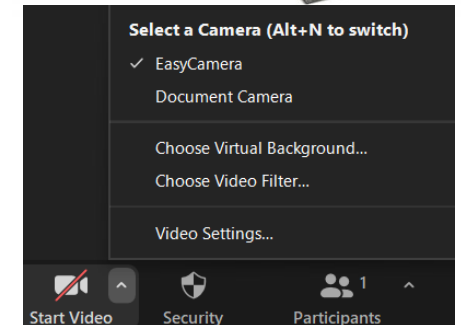 Select a Camera (Alt+N to switch)
EasyCamera
Document Camera
Choose Virtual Background...
Choose Video Filter...
Video Settings...
1
Start Video Security Participants